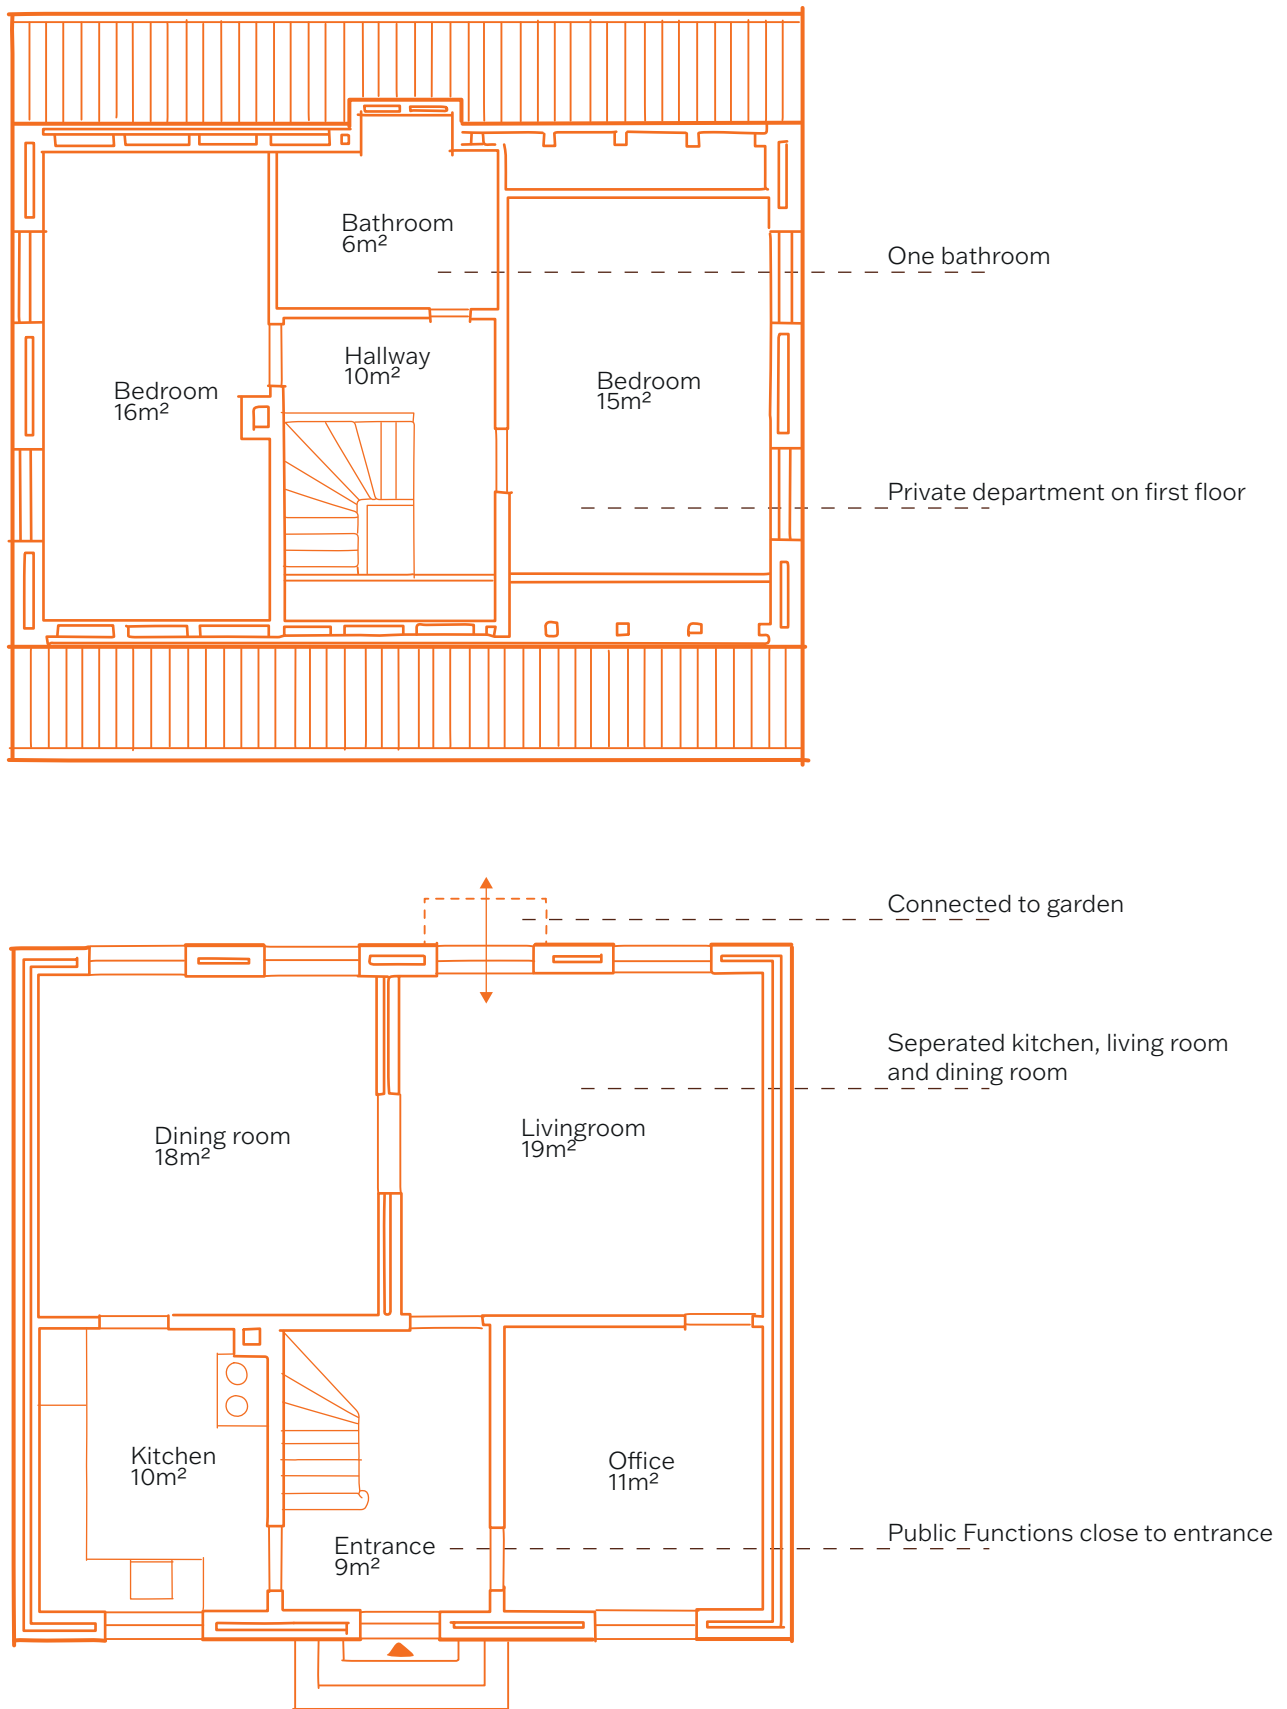 Bathroom
6m²
One bathroom
Hallway
10m²
Bedroom
16m²
Bedroom
15m²
Private department on first floor
Connected to garden
Seperated kitchen, living room
and dining room
Dining room
18m²
Livingroom
19m²
Kitchen
10m²
Office
11m²
Entrance
9m²
Public Functions close to entrance